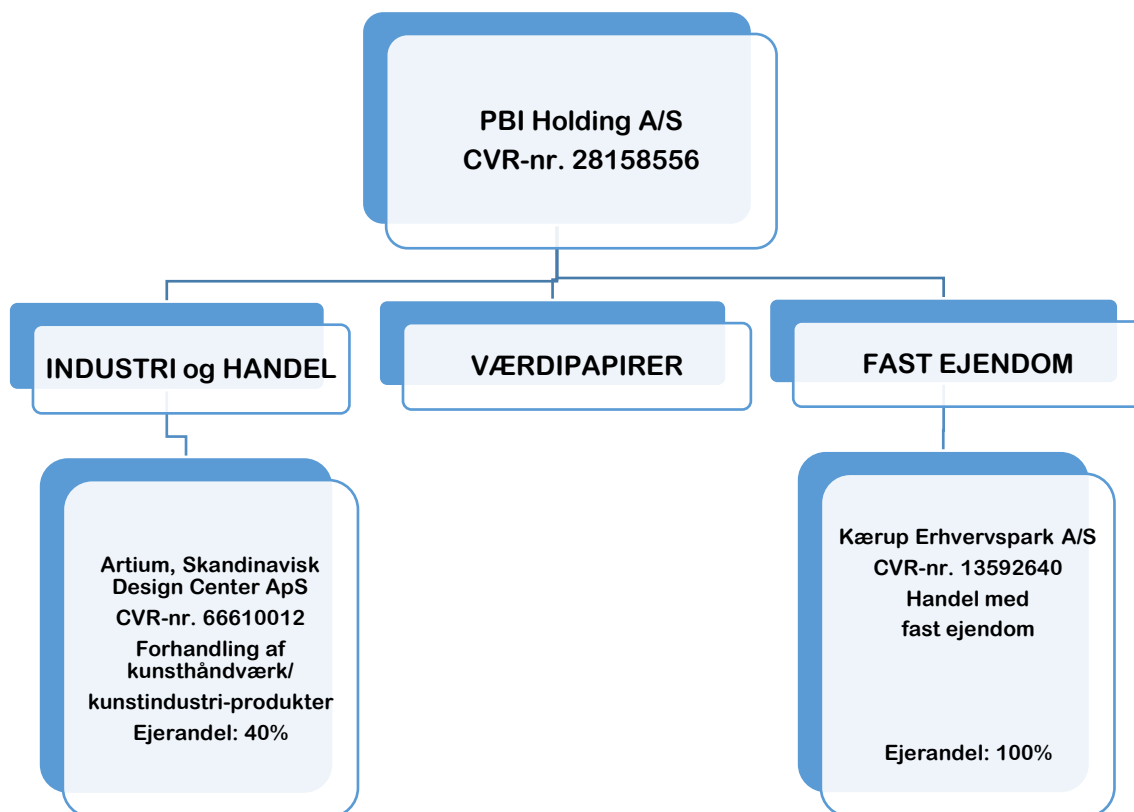 PBI Holding A/S
CVR-nr. 28158556
INDUSTRI og HANDEL
VÆRDIPAPIRER
FAST EJENDOM
Artium, Skandinavisk
Design Center ApS
CVR-nr. 66610012
Forhandling af
kunsthåndværk/
kunstindustri-produkter
Ejerandel: 40%
Kærup Erhvervspark A/S
CVR-nr. 13592640
Handel med
fast ejendom
Ejerandel: 100%